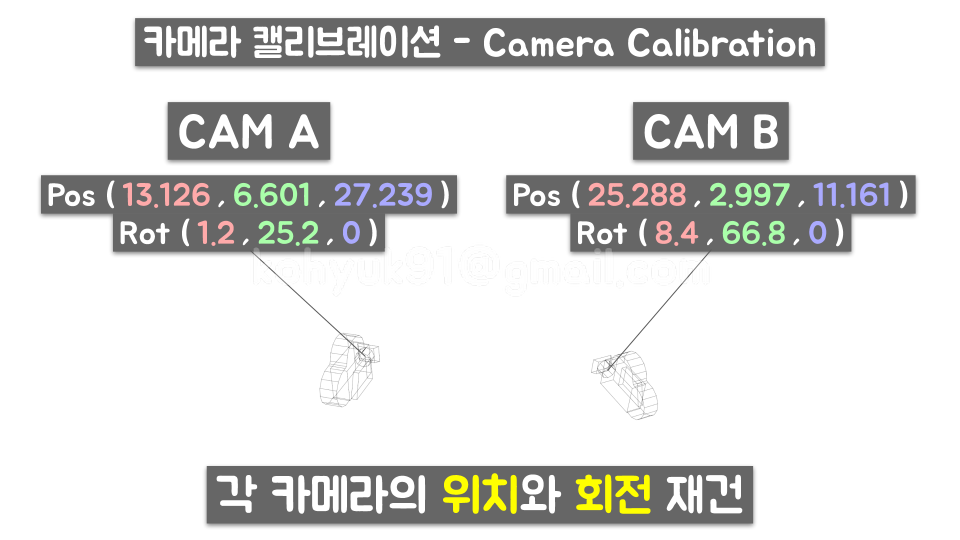 카메라 캘리브레이션 - Camera Calibration
CAM A
CAM B
Pos ( 13.126 , 6.601 , 27.239 )
Rot ( 1.2 , 25.2 , 0 )
Pos ( 25.288 , 2.997 , 11.161 )
Rot ( 8.4 , 66.8 , 0 )
kohyuk91@gmail.com
각 카메라의 위치와 회전 재건